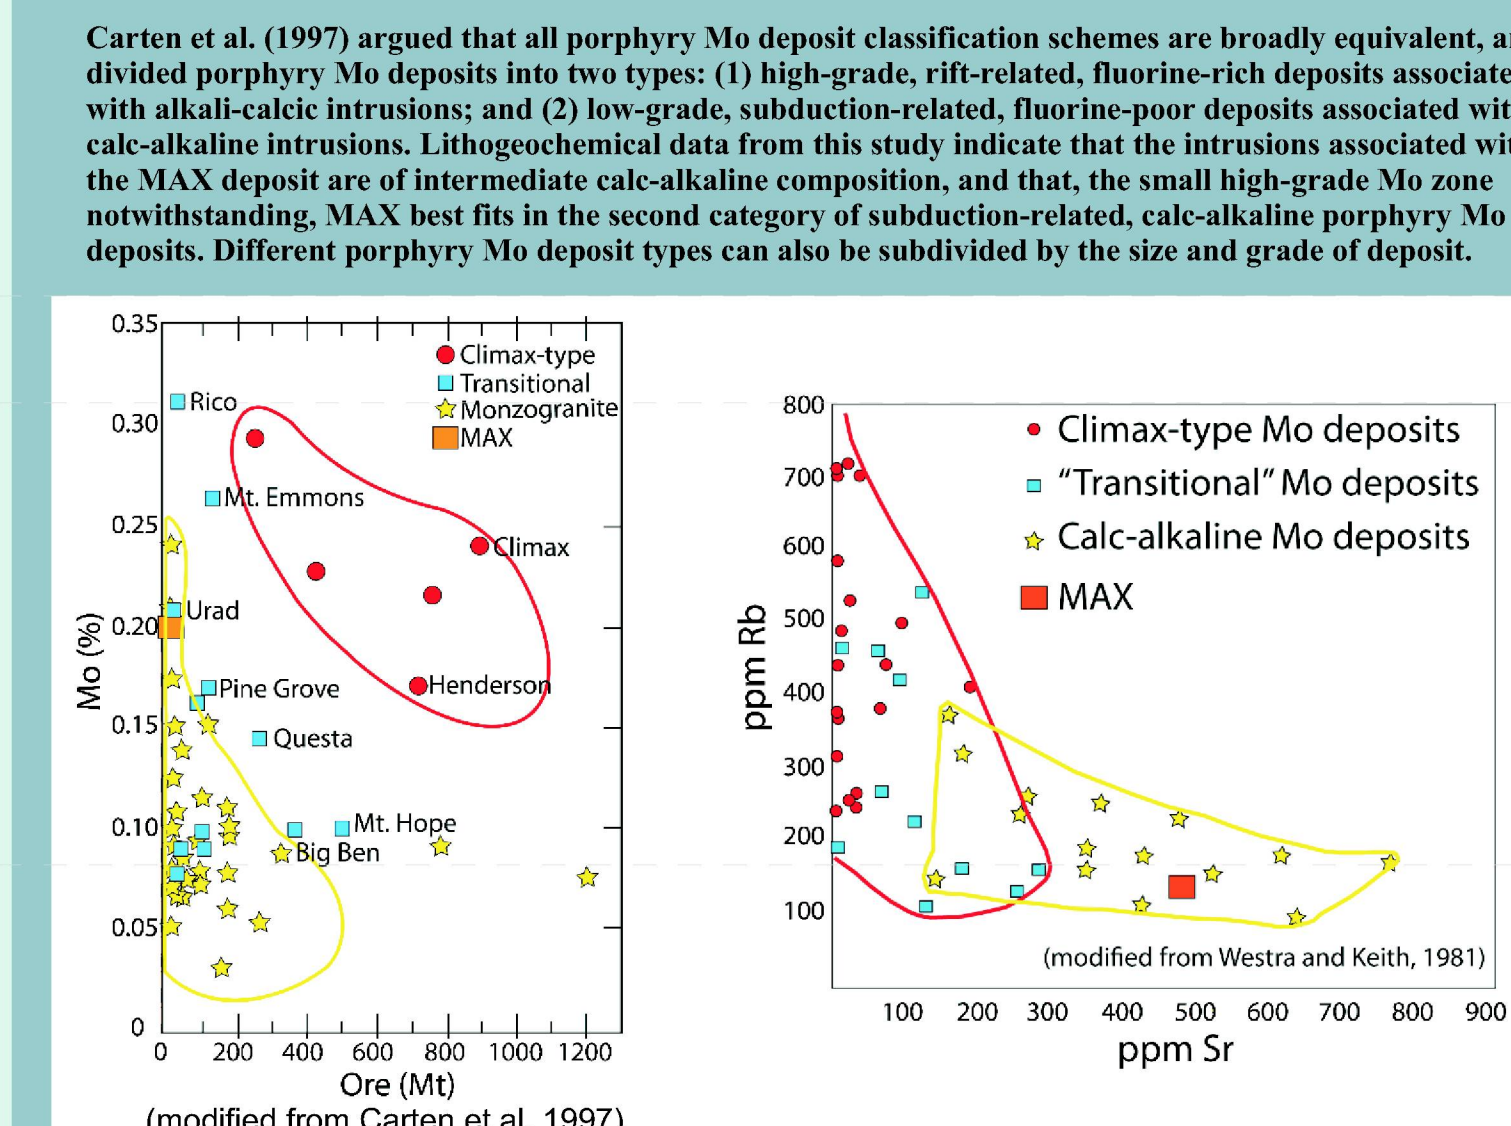 Carten et al. (1997) argued that all porphyry Mo deposit classification schemes are broadly equivalent,
divided porphyry Mo deposits into two types: (1) high-grade, rift-related, fluorine-rich deposits associate
with alkali-calcic intrusions; and (2) low-grade, subduction-related, fluorine-poor deposits associated wit
calc-alkaline intrusions. Lithogeochemical data from this study indicate that the intrusions associated wit
the MAX deposit are of intermediate calc-alkaline composition, and that, the small high-grade Mo zone
notwithstanding, MAX best fits in the second category of subduction-related, calc-alkaline porphyry Mo
deposits. Different porphyry Mo deposit types can also be subdivided by the size and grade of deposit.
0.35
0.30
0.25
0.20
0.15
0.10
0.05
0
Mo (%)
Climax-type
Transitional
Monzogranite
MAX
Rico
Mt. Emmons
Climax
Urad
Henderson
Pine Grove
Questa
Mt. Hope
Big Ben
0 200 400 600 800 1000 1200
Ore (Mt)
(modified from Carten et al. 1997)
800
700
600
500
400
300
200
100
ppm Rb
Climax-type Mo deposits
“Transitional” Mo deposits
Calc-alkaline Mo deposits
MAX
(modified from Westra and Keith, 1981)
100 200 300 400 500 600 700 800 900
ppm Sr